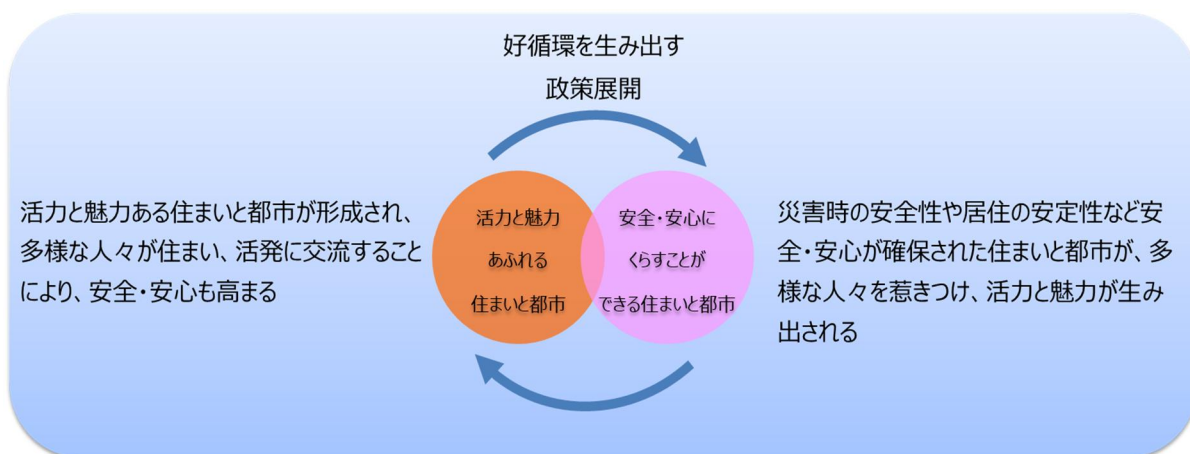 好循環を生み出す
政策展開
活力と魅力ある住まいと都市が形成され、
多様な人々が住まい、活発に交流すること
により、安全・安心も高まる
活力と魅力
あふれる
住まいと都市
安全・安心に
くらすことが
できる住まいと都市
災害時の安全性や居住の安定性など安
全・安心が確保された住まいと都市が、多
様な人々を惹きつけ、活力と魅力が生み
出される